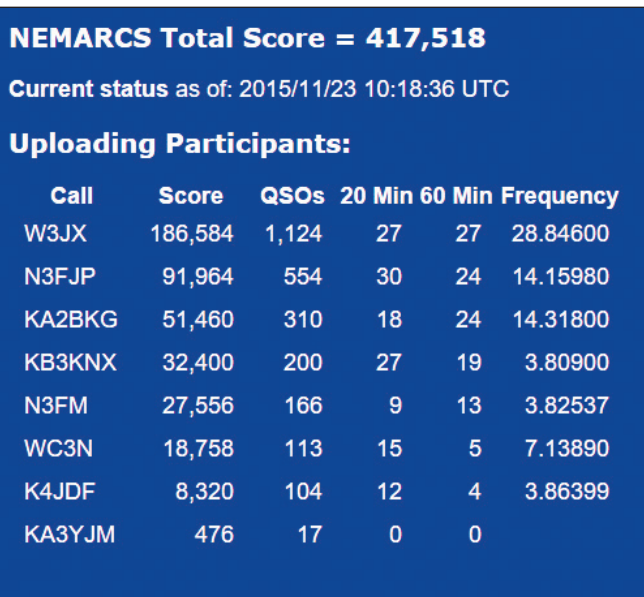 NEMARCS Total Score = 417,518
Current status as of: 2015/11/23 10:18:36 UTC
Uploading Participants:
Call Score QSOs 20 Min 60 Min Frequency
W3JX 186,584 1,124 27 27 28.84600
N3FJP 91,964 554 30 24 14.15980
KA2BKG 51,460 310 18 24 14.31800
KB3KNX 32,400 200 27 19 3.80900
N3FM 27,556 166 9 13 3.82537
WC3N 18,758 113 15 5 7.13890
K4JDF 8,320 104 12 4 3.86399
KA3YJM 476 17 0 0